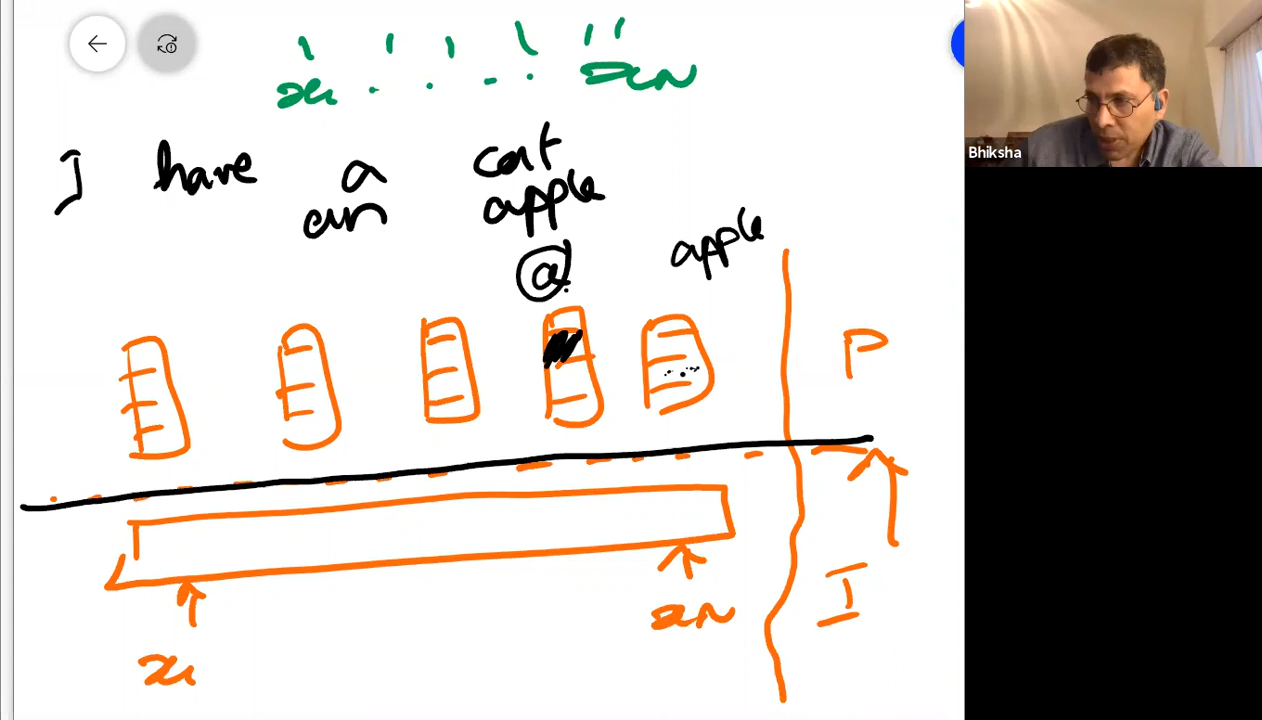 x1 . . - . xN
I have a cat
an apple
@ apple
P
I
xN
x1
Bhiksha